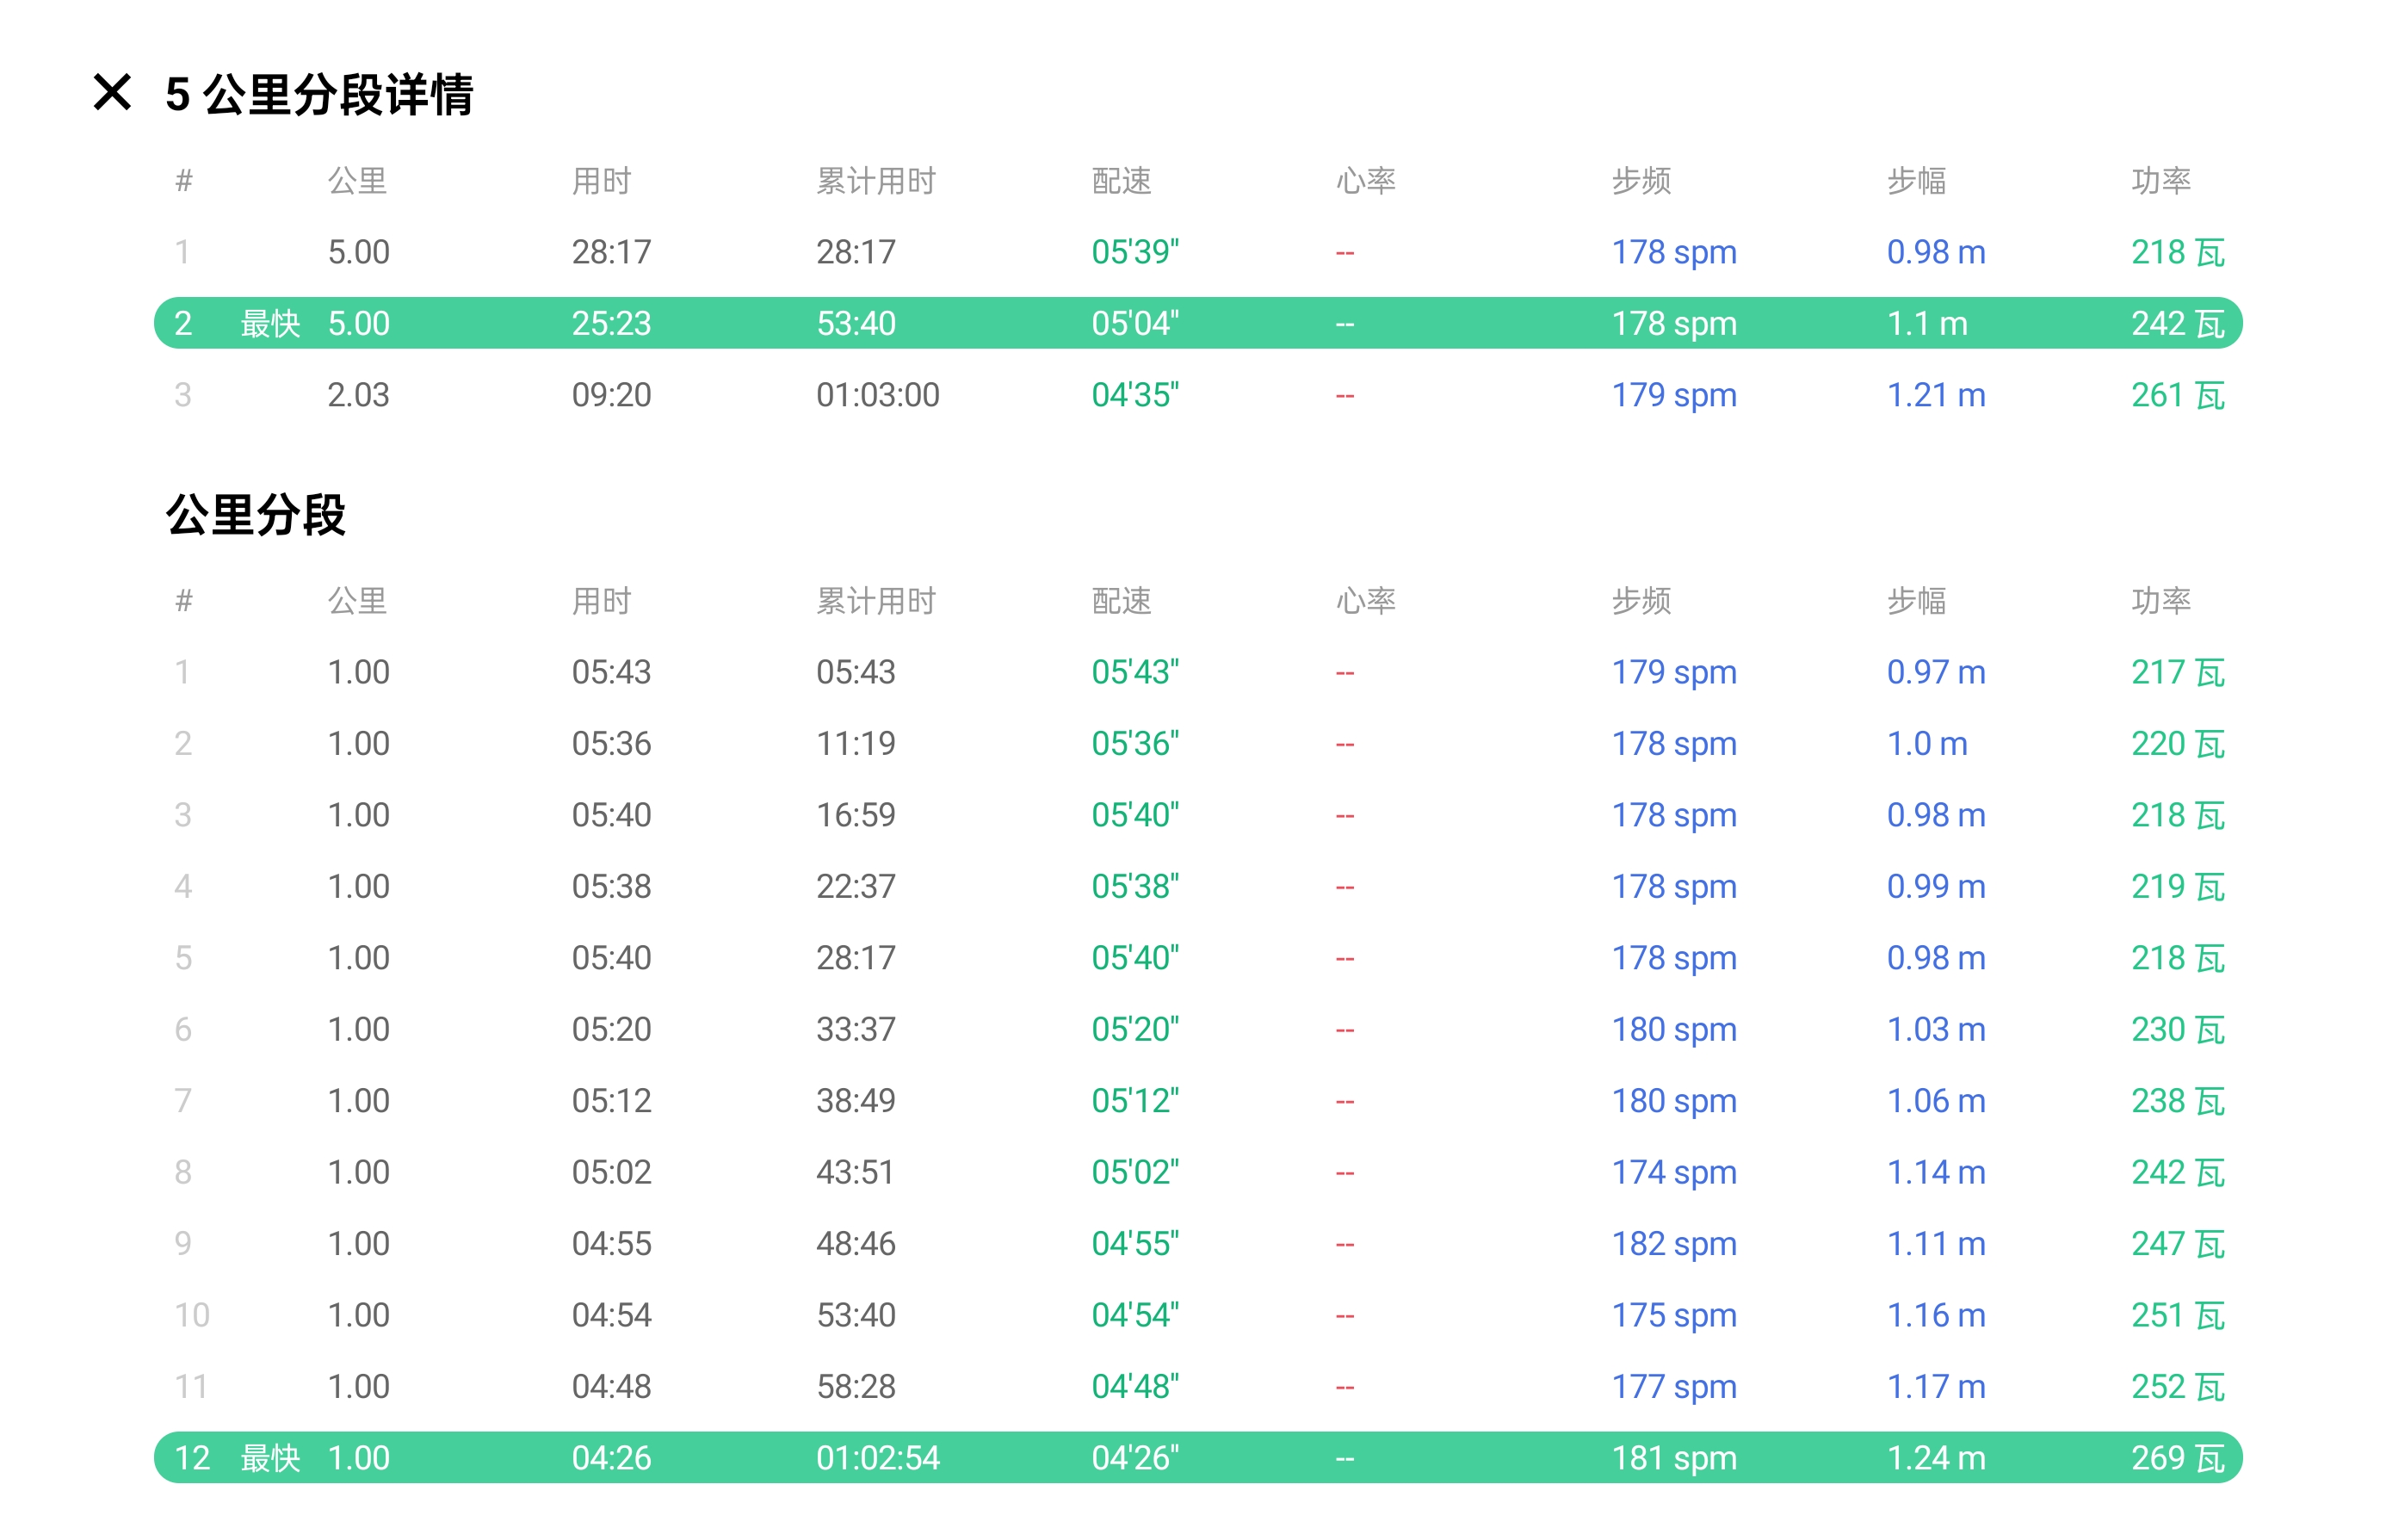 5 公里分段详情
# 公里 用时 累计用时 配速 心率 步频 步幅 功率
1 5.00 28:17 28:17 05'39" -- 178 spm 0.98 m 218 瓦
2 最快 5.00 25:23 53:40 05'04" -- 178 spm 1.1 m 242 瓦
3 2.03 09:20 01:03:00 04'35" -- 179 spm 1.21 m 261 瓦
公里分段
# 公里 用时 累计用时 配速 心率 步频 步幅 功率
1 1.00 05:43 05:43 05'43" -- 179 spm 0.97 m 217 瓦
2 1.00 05:36 11:19 05'36" -- 178 spm 1.0 m 220 瓦
3 1.00 05:40 16:59 05'40" -- 178 spm 0.98 m 218 瓦
4 1.00 05:38 22:37 05'38" -- 178 spm 0.99 m 219 瓦
5 1.00 05:40 28:17 05'40" -- 178 spm 0.98 m 218 瓦
6 1.00 05:20 33:37 05'20" -- 180 spm 1.03 m 230 瓦
7 1.00 05:12 38:49 05'12" -- 180 spm 1.06 m 238 瓦
8 1.00 05:02 43:51 05'02" -- 174 spm 1.14 m 242 瓦
9 1.00 04:55 48:46 04'55" -- 182 spm 1.11 m 247 瓦
10 1.00 04:54 53:40 04'54" -- 175 spm 1.16 m 251 瓦
11 1.00 04:48 58:28 04'48" -- 177 spm 1.17 m 252 瓦
12 最快 1.00 04:26 01:02:54 04'26" -- 181 spm 1.24 m 269 瓦